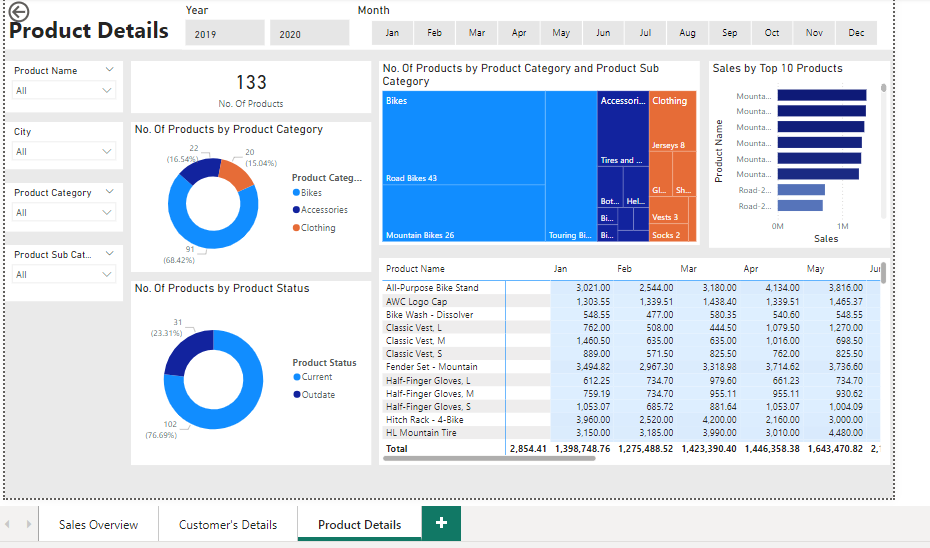 Product Details
Year
2019
2020
Month
Jan Feb Mar Apr May Jun Jul Aug Sep Oct Nov Dec
Product Name
All
City
All
Product Category
All
Product Sub Cat...
All
133
No. Of Products
No. Of Products by Product Category
22
(16.54%)
20
(15.04%)
91
(68.42%)
Product Categ...
Bikes
Accessories
Clothing
No. Of Products by Product Status
31
(23.31%)
102
(76.69%)
Product Status
Current
Outdate
No. Of Products by Product Category and Product Sub
Category
Bikes
Road Bikes 43
Mountain Bikes 26
Touring Bi...
Accessori...
Tires and ...
Bot... Hel...
Bi...
Bi...
Clothing
Jerseys 8
Gl... Sh...
Vests 3
Socks 2
Sales by Top 10 Products
Product Name
Mounta...
Mounta...
Mounta...
Mounta...
Mounta...
Mounta...
Road-2...
Road-2...
0M 1M
Sales
Product Name Jan Feb Mar Apr May Jun
All-Purpose Bike Stand 3,021.00 2,544.00 3,180.00 4,134.00 3,816.00
AWC Logo Cap 1,303.55 1,339.51 1,438.40 1,339.51 1,465.37
Bike Wash - Dissolver 548.55 477.00 580.35 540.60 548.55
Classic Vest, L 762.00 508.00 444.50 1,079.50 1,270.00
Classic Vest, M 1,460.50 635.00 635.00 1,016.00 698.50
Classic Vest, S 889.00 571.50 825.50 762.00 825.50
Fender Set - Mountain 3,494.82 2,967.30 3,318.98 3,714.62 3,736.60
Half-Finger Gloves, L 612.25 734.70 979.60 661.23 734.70
Half-Finger Gloves, M 759.19 734.70 955.11 955.11 930.62
Half-Finger Gloves, S 1,053.07 685.72 881.64 1,053.07 1,004.09
Hitch Rack - 4-Bike 3,960.00 2,520.00 4,200.00 2,160.00 3,000.00
HL Mountain Tire 3,150.00 3,185.00 3,990.00 3,010.00 4,480.00
Total 2,854.41 1,398,748.76 1,275,488.52 1,423,390.40 1,446,358.38 1,643,470.82 2,
Sales Overview
Customer's Details
Product Details
+